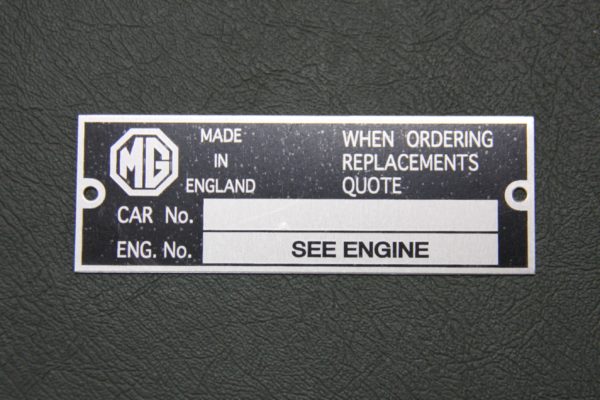 MG
MADE IN ENGLAND
WHEN ORDERING
REPLACEMENTS
QUOTE
CAR No.
ENG. No. SEE ENGINE